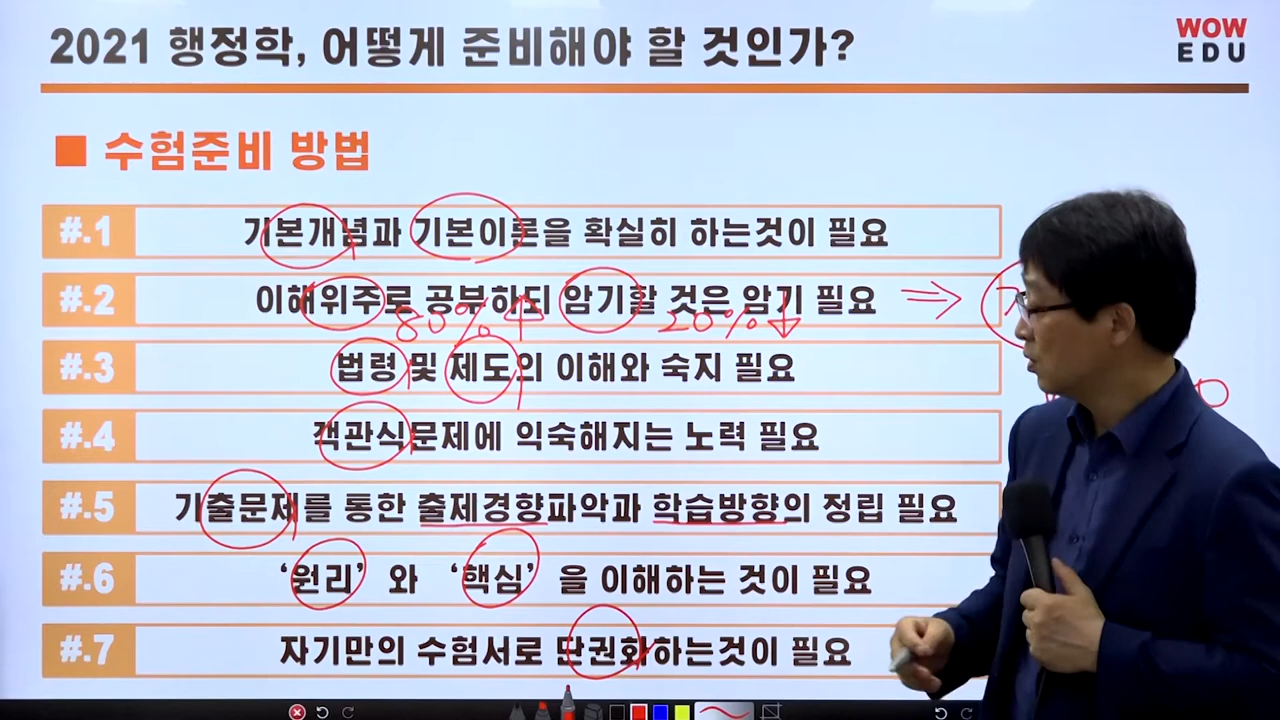 2021 행정학, 어떻게 준비해야 할 것인가?
WOW
EDU
■ 수험준비 방법
#.1 기본개념과 기본이론을 확실히 하는것이 필요
#.2 이해위주로 공부하되 암기할 것은 암기 필요
80%↑ 20%↓
#.3 법령 및 제도의 이해와 숙지 필요
#.4 객관식문제에 익숙해지는 노력 필요
#.5 기출문제를 통한 출제경향파악과 학습방향의 정립 필요
#.6 ‘원리’ 와 ‘핵심’ 을 이해하는 것이 필요
#.7 자기만의 수험서로 단권화하는것이 필요